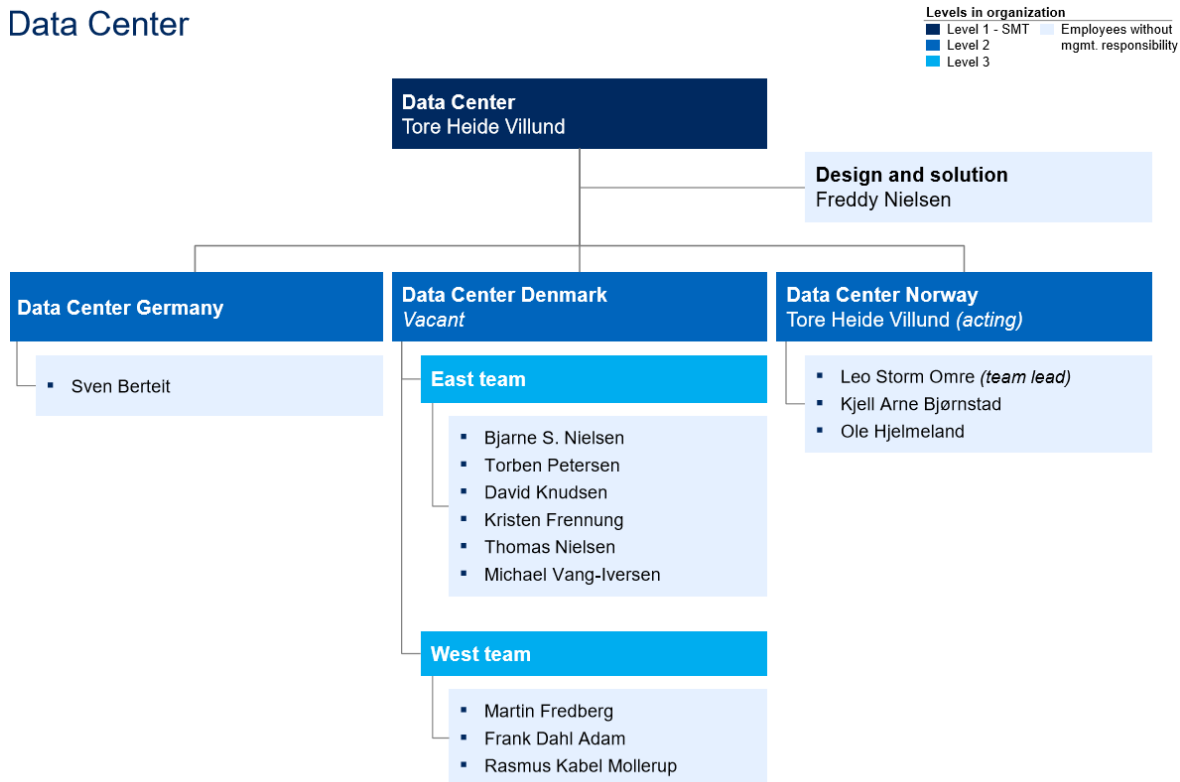 Data Center
Levels in organization
Level 1 - SMT
Level 2
Level 3
Employees without
mgmt. responsibility
Data Center
Tore Heide Villund
Design and solution
Freddy Nielsen
Data Center Germany
▪ Sven Berteit
Data Center Denmark
Vacant
East team
▪ Bjarne S. Nielsen
▪ Torben Petersen
▪ David Knudsen
▪ Kristen Frennung
▪ Thomas Nielsen
▪ Michael Vang-Iversen
West team
▪ Martin Fredberg
▪ Frank Dahl Adam
▪ Rasmus Kabel Mollerup
Data Center Norway
Tore Heide Villund (acting)
▪ Leo Storm Omre (team lead)
▪ Kjell Arne Bjørnstad
▪ Ole Hjelmeland